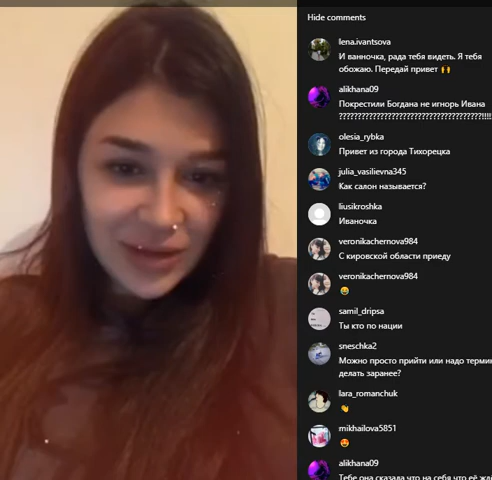 Hide comments
lena.ivantsova
И ванночка, рада тебя видеть. Я тебя
обожаю. Передай привет 🙌
alikhana09
Покрестили Богдана не игнорь Ивана
olesia_rybka
Привет из города Тихорецка
julia_vasilievna345
Как салон называется?
liusikroshka
Иваночка
veronikachernova984
С кировской области приеду
veronikachernova984
😂
samil_dripsa
Ты кто по нации
sneschka2
Можно просто прийти или надо термин
делать заранее?
lara_romanchuk
👏
mikhailova5851
😍
alikhana09
Тебе она сказала что на себя что её